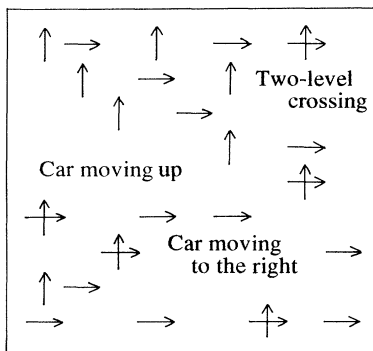 Two-level
crossing
Car moving up
Car moving
to the right